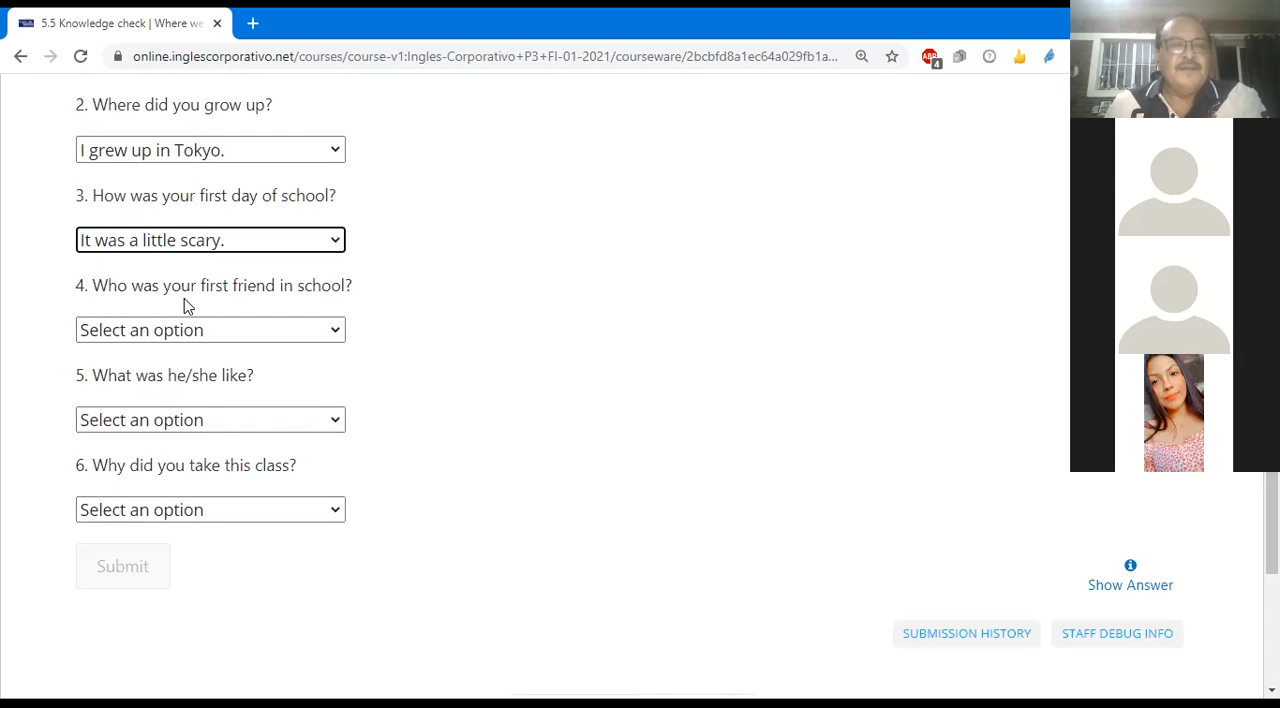 5.5 Knowledge check | Where we
online.inglescorporativo.net/courses/course-v1:Ingles-Corporativo+P3+FI-01-2021/courseware/2bcbfd8a1ec64a029fb1a...
ABP
4
2. Where did you grow up?
I grew up in Tokyo.
3. How was your first day of school?
It was a little scary.
4. Who was your first friend in school?
Select an option
5. What was he/she like?
Select an option
6. Why did you take this class?
Select an option
Submit
Show Answer
SUBMISSION HISTORY
STAFF DEBUG INFO